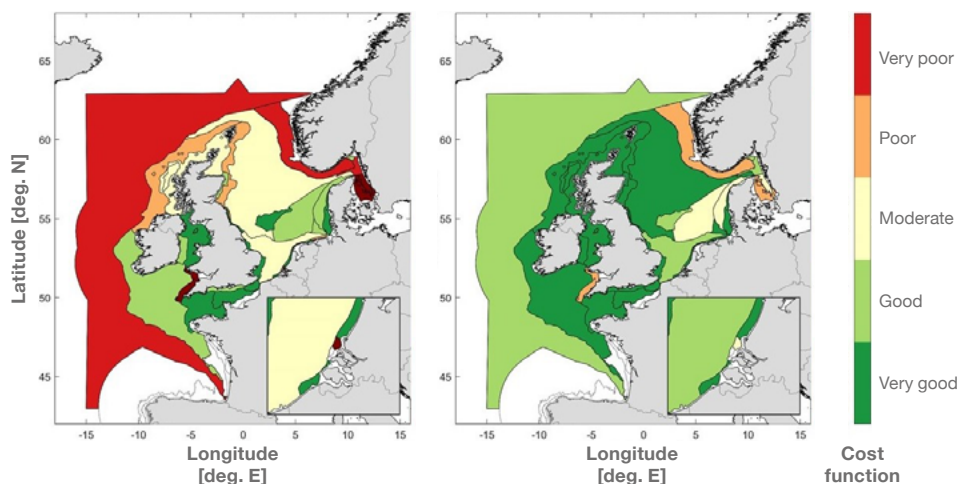 65
60
55
50
45
-15
-10
-5
0
5
10
15
Latitude [deg. N]
Longitude
[deg. E]
65
60
55
50
45
-15
-10
-5
0
5
10
15
Longitude
[deg. E]
Very poor
Poor
Moderate
Good
Very good
Cost
function